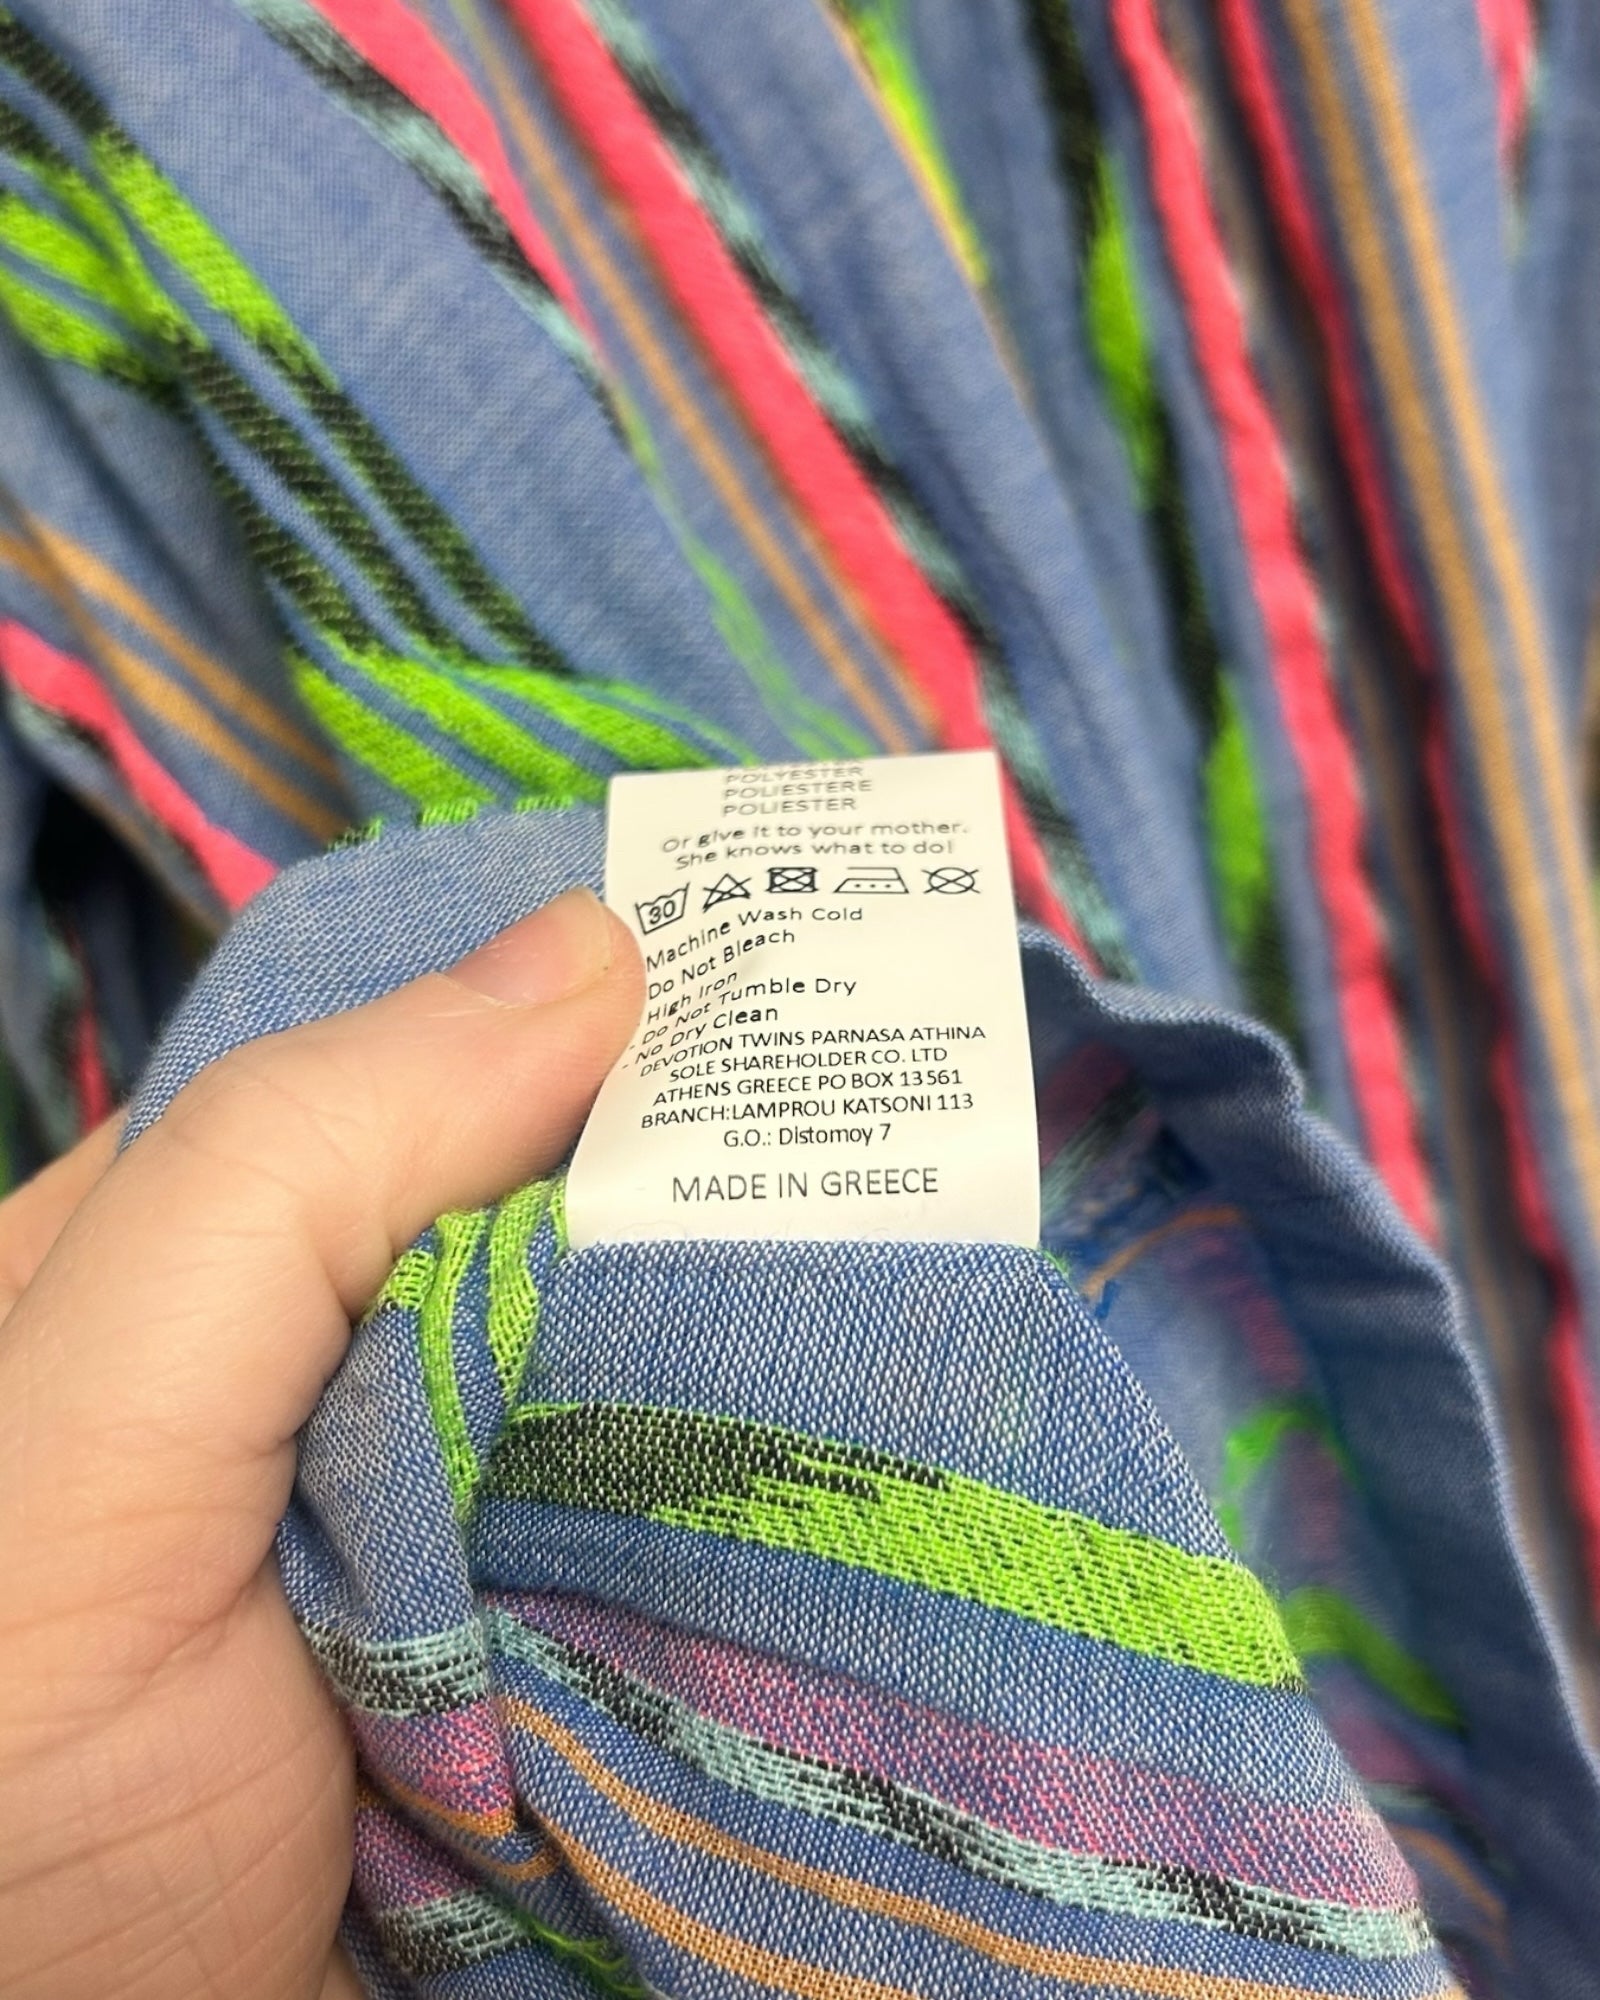 POLYESTER
POLIESTERE
POLIESTER
Or give it to your mother.
She knows what to do!
30
Machine Wash Cold
Do Not Bleach
- High Iron
- Do Not Tumble Dry
- No Dry Clean
DEVOTION TWINS PARNASA ATHINA
SOLE SHAREHOLDER CO. LTD
ATHENS GREECE PO BOX 13561
BRANCH:LAMPROU KATSONI 113
G.O.: Distomoy 7
MADE IN GREECE